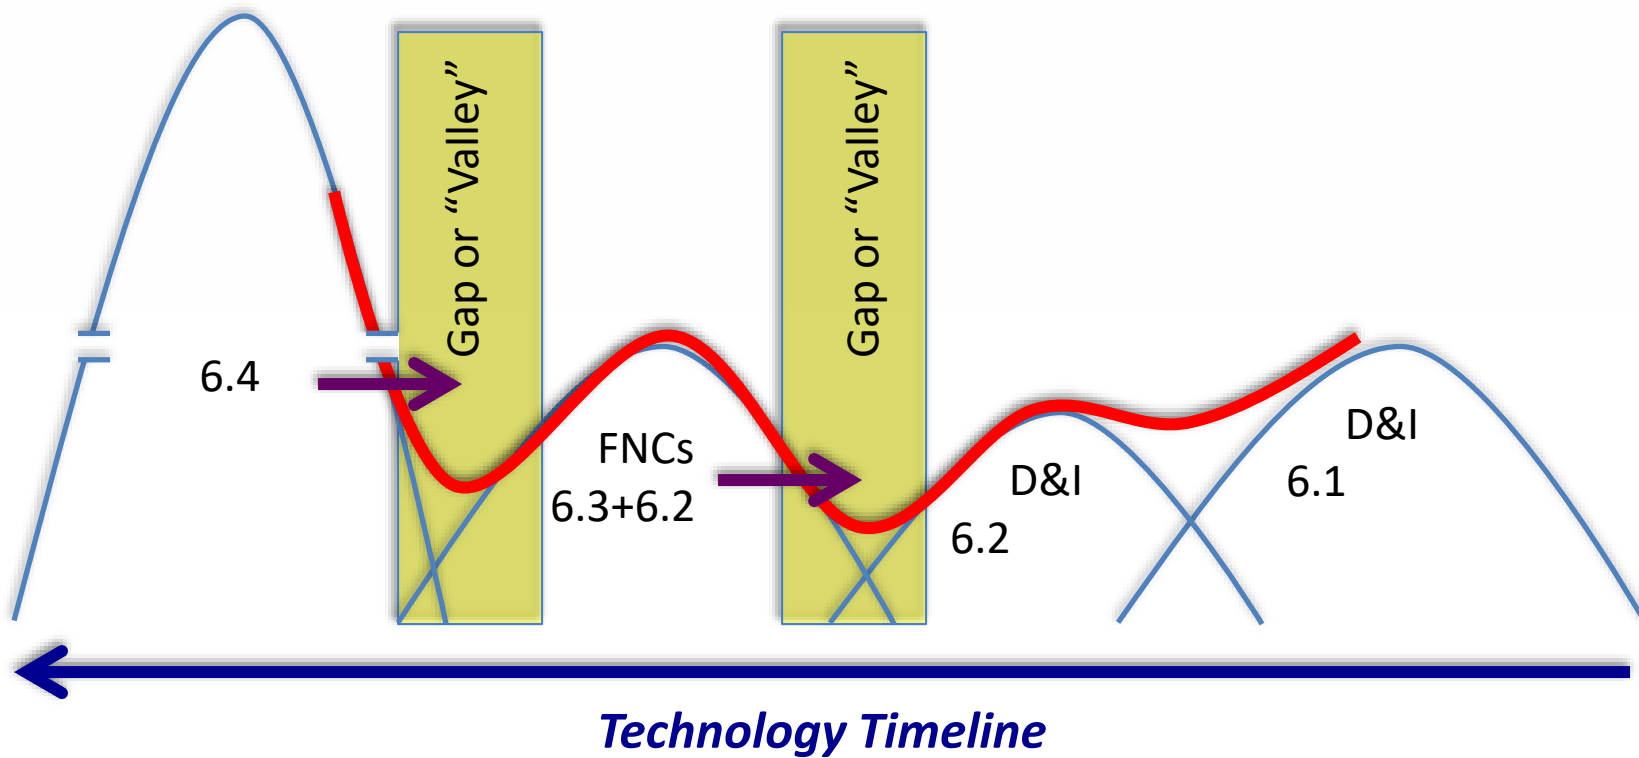 Gap or “Valley”
Gap or “Valley”
6.4
FNCs
6.3+6.2
D&I
6.2
D&I
6.1
Technology Timeline